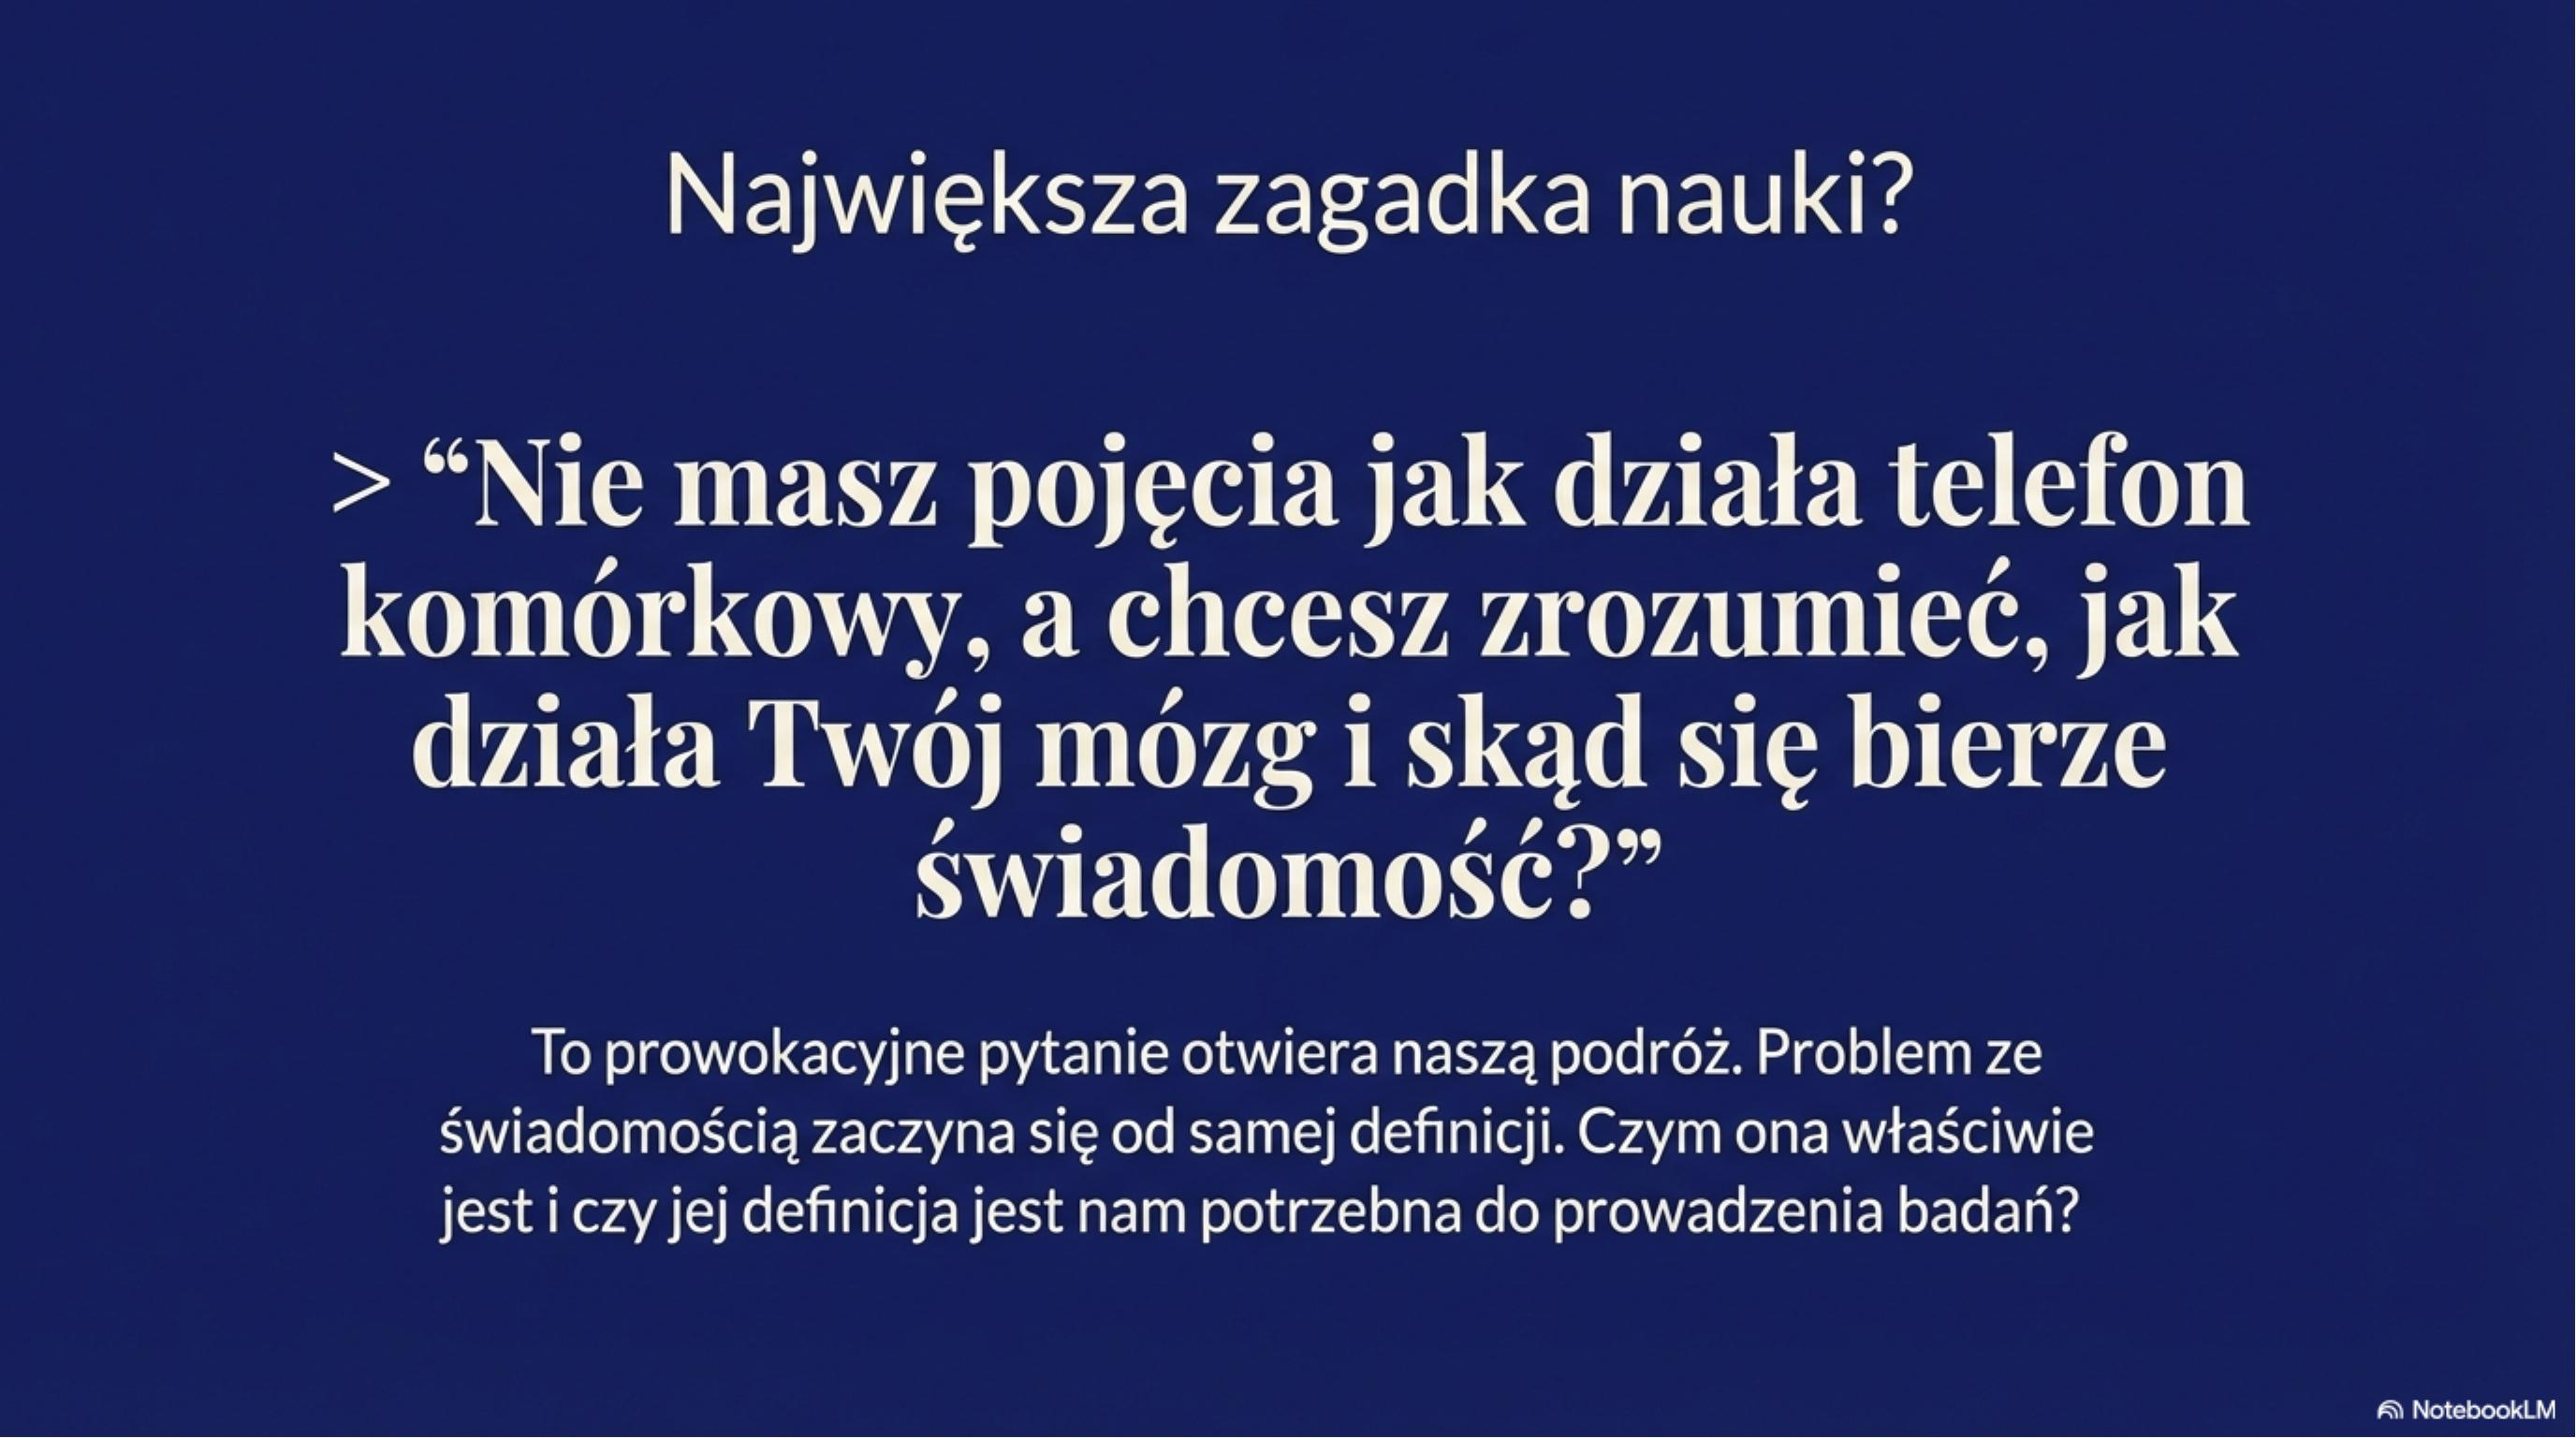 Największa zagadka nauki?
> “Nie masz pojęcia jak działa telefon
komórkowy, a chcesz zrozumieć, jak
działa Twój mózg i skąd się bierze
świadomość?”
To prowokacyjne pytanie otwiera naszą podróż. Problem ze
świadomością zaczyna się od samej definicji. Czym ona właściwie
jest i czy jej definicja jest nam potrzebna do prowadzenia badań?
NotebookLM